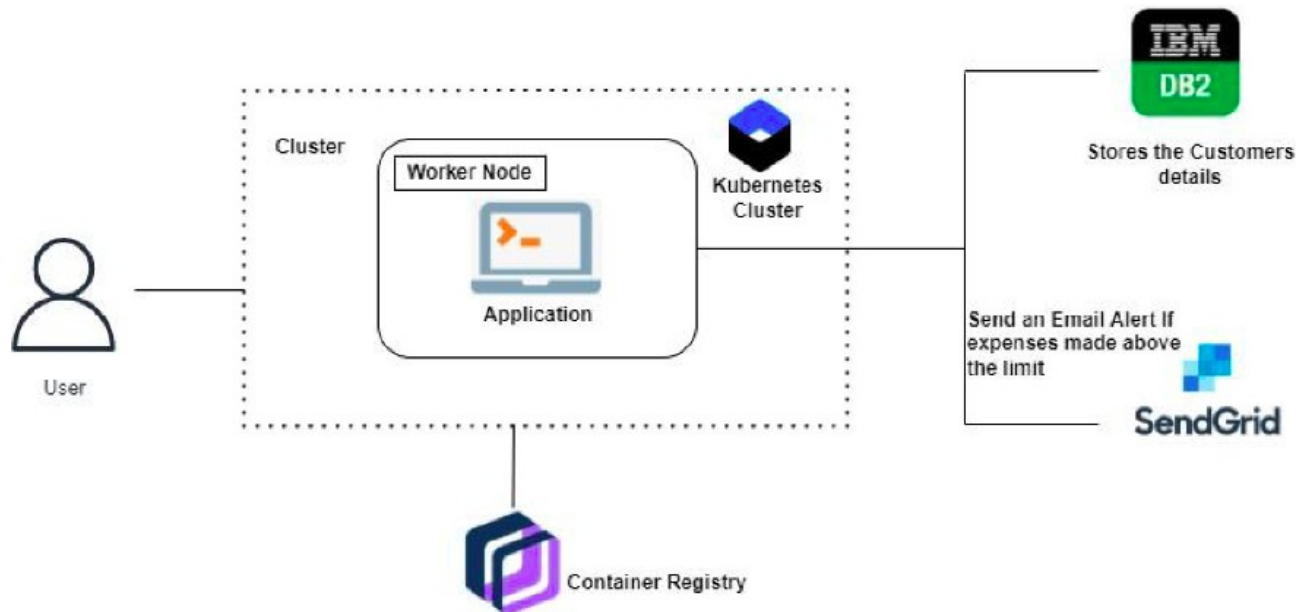 IBM
DB2
Stores the Customers
details
Cluster
Worker Node
Kubernetes
Cluster
Application
User
Send an Email Alert If
expenses made above
the limit
SendGrid
Container Registry